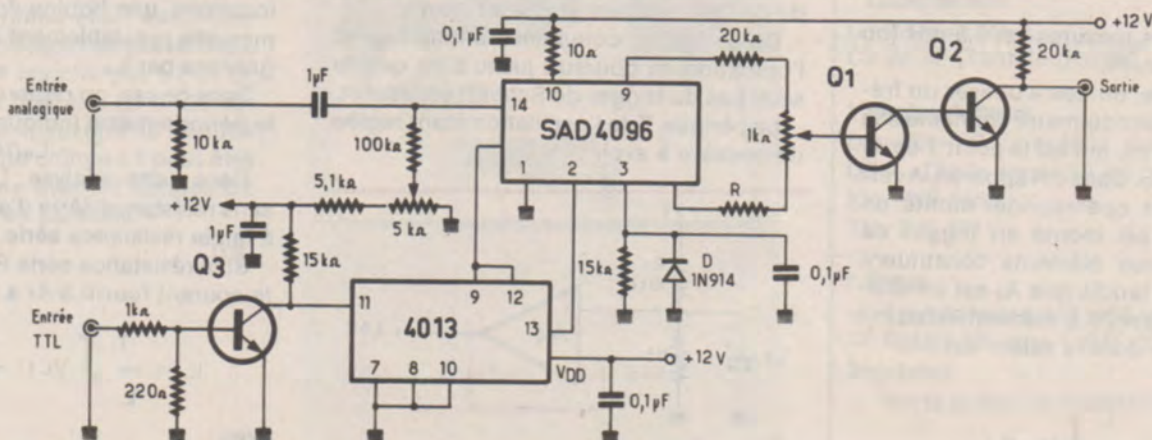 0,1µF
10Ω
20kΩ
+12V
Q2
20kΩ
Sortie
Entrée
analogique
1µF
10
9
Q1
14
SAD 4096
1kΩ
10kΩ
100kΩ
1
2
3
5,1kΩ
R
+12V
5kΩ
1µF
Q3
15kΩ
15kΩ
D
1N914
0,1µF
1kΩ
Entrée
TTL
11
9
12
4013
13
+12V
220Ω
7
8
10
VDD
0,1µF